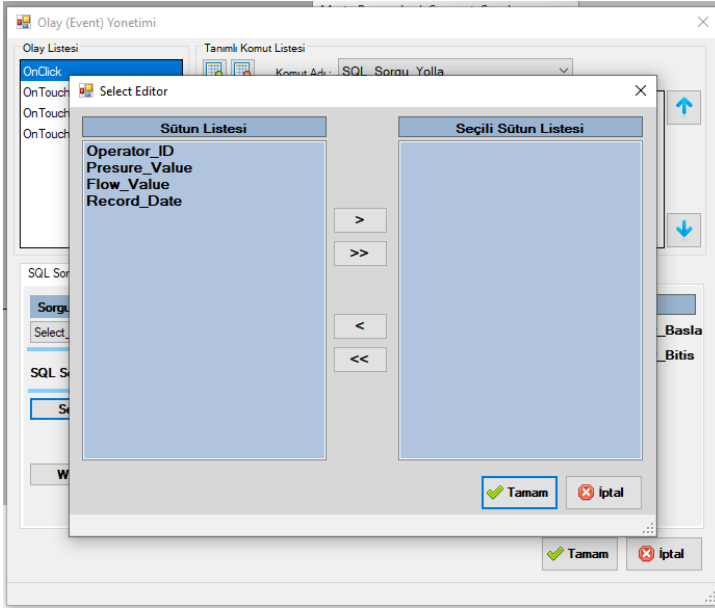 Olay (Event) Yonetimi
Olay Listesi
Tanımlı Komut Listesi
OnClick
Komut Adı : SQL_Sorgu_Yolla
OnTouch
OnTouch
OnTouch
Select Editor
Sütun Listesi
Seçili Sütun Listesi
Operator_ID
Presure_Value
Flow_Value
Record_Date
>
>>
<
<<
SQL Sor
Sorgu
Select_
_Basla
_Bitis
SQL S
Se
W
Tamam
İptal
Tamam
İptal